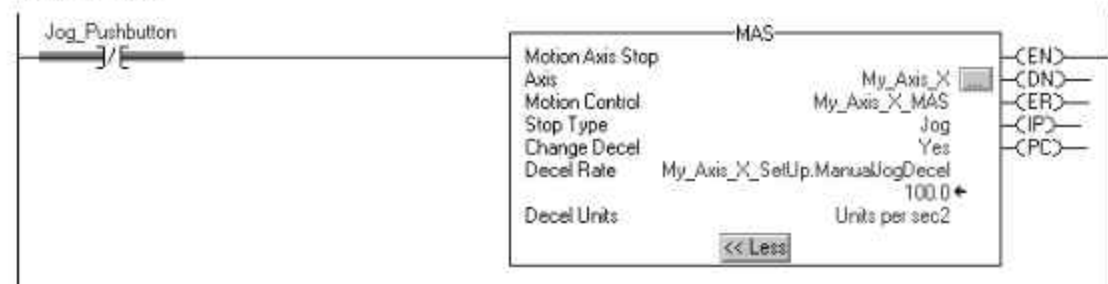 Jog_Pushbutton
MAS
Motion Axis Stop
Axis My_Axis_X ...
Motion Control My_Axis_X_MAS
Stop Type Jog
Change Decel Yes
Decel Rate My_Axis_X_SetUp.ManualJogDecel
100.0
Decel Units Units per sec2
<< Less
EN
DN
ER
IP
PC